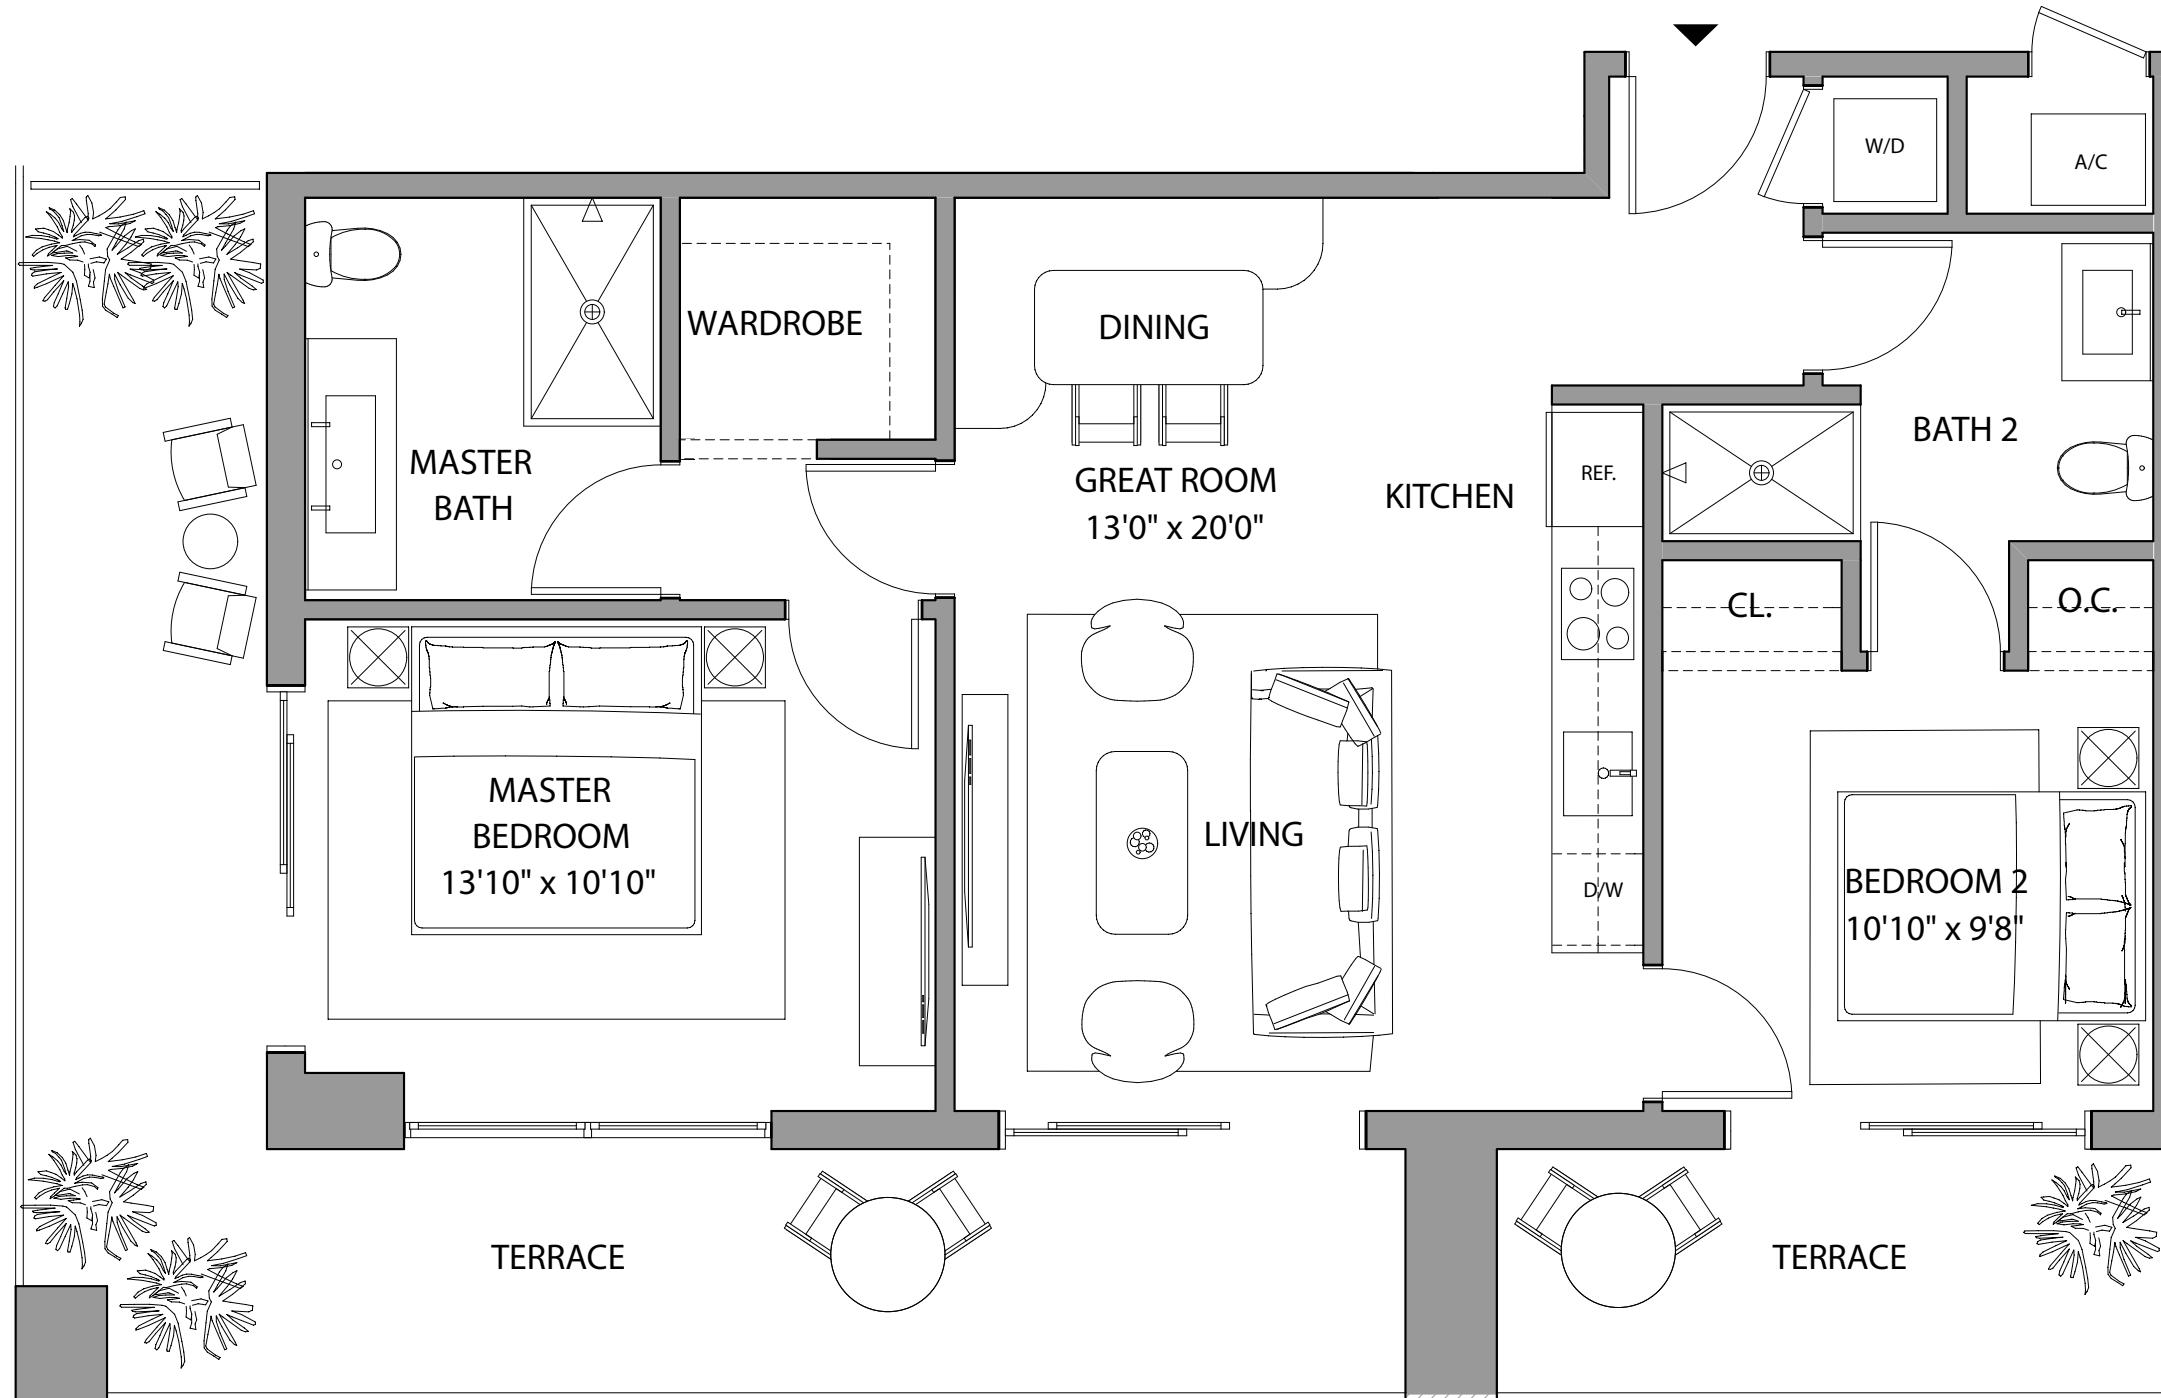 W/D
A/C
WARDROBE
DINING
MASTER
BATH
GREAT ROOM
13'0" x 20'0"
KITCHEN
REF.
BATH 2
CL.
O.C.
MASTER
BEDROOM
13'10" x 10'10"
LIVING
D/W
BEDROOM 2
10'10" x 9'8"
TERRACE
TERRACE